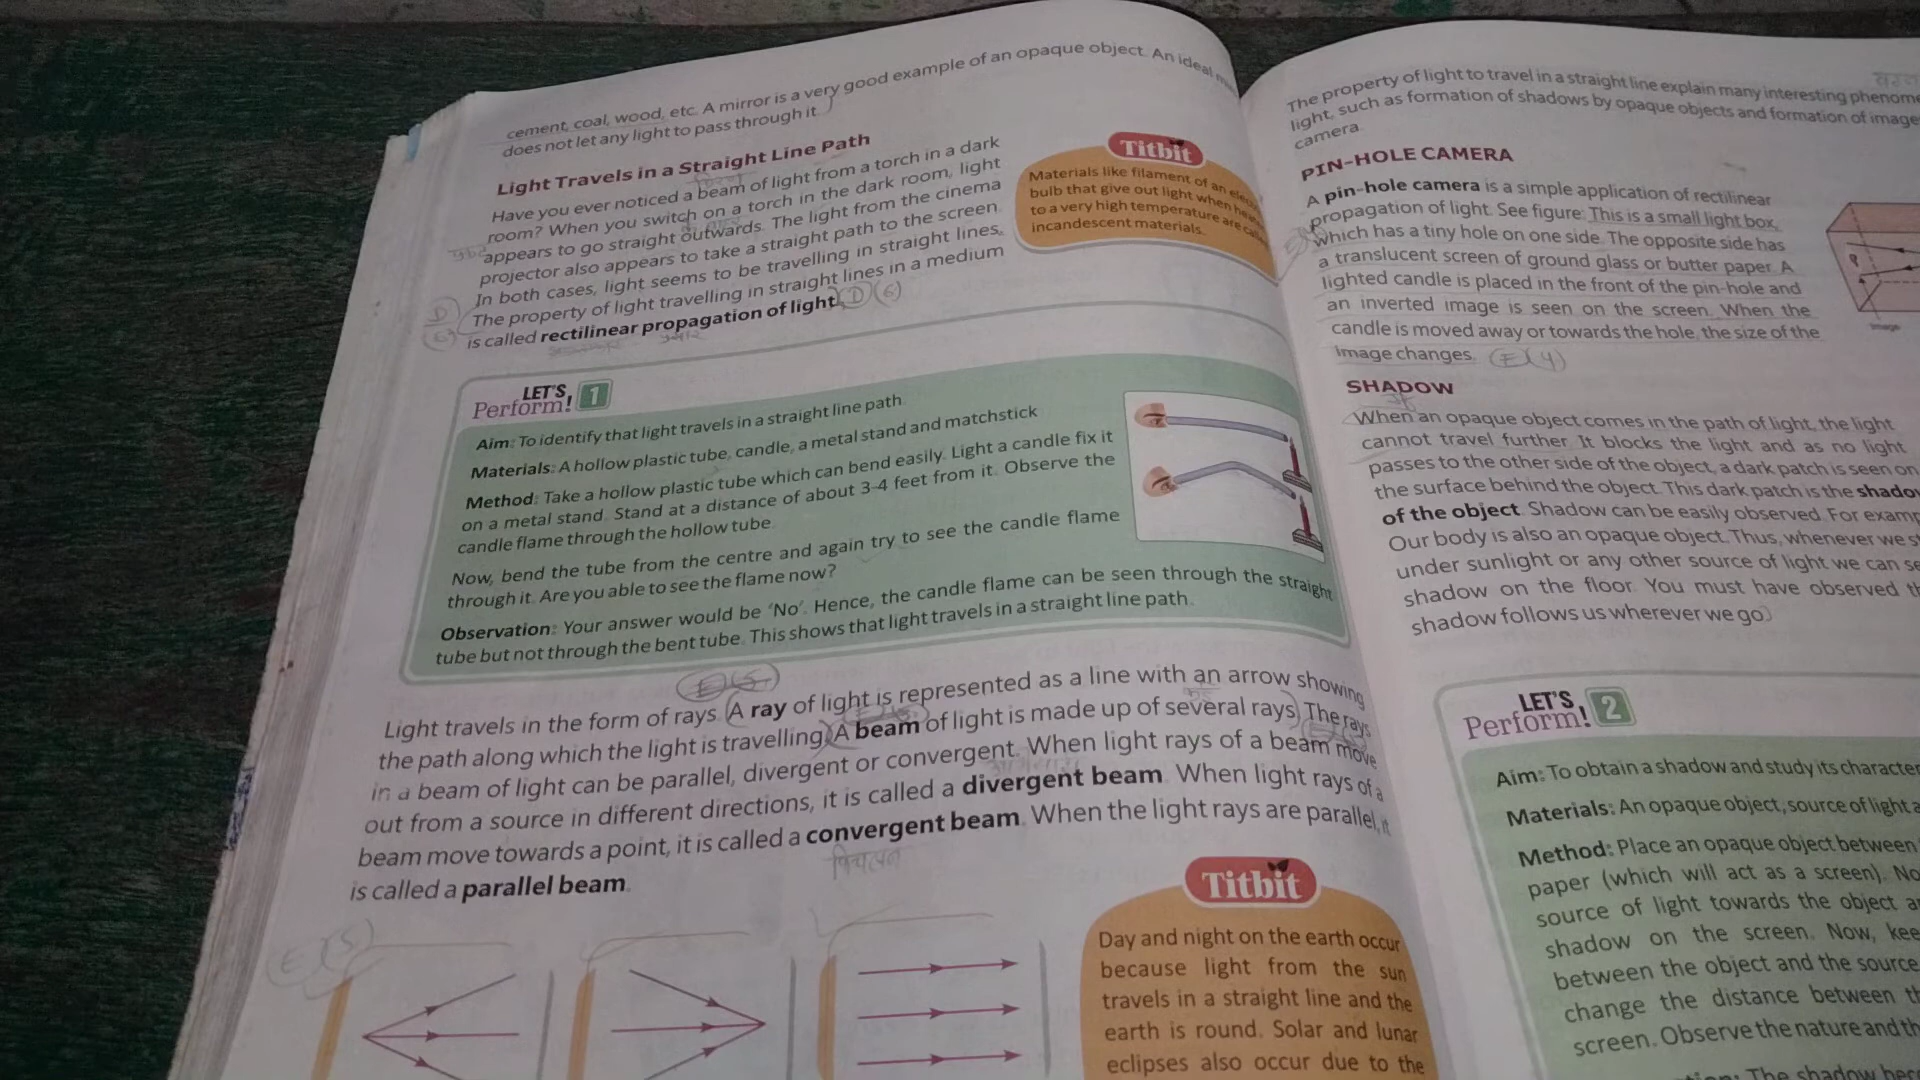 cement, coal, wood, etc. A mirror is a very good example of an opaque object. An ideal
does not let any light to pass through it.
Light Travels in a Straight Line Path
Have you ever noticed a beam of light from a torch in a dark
room? When you switch on a torch in the dark room, light
appears to go straight outwards. The light from the cinema
projector also appears to take a straight path to the screen.
In both cases, light seems to be travelling in straight lines.
The property of light travelling in straight lines in a medium
is called rectilinear propagation of light. D (6)
Titbit
Materials like filament of an
bulb that give out light when
to a very high temperature are
incandescent materials.
LET'S
Perform! 1
Aim: To identify that light travels in a straight line path.
Materials: A hollow plastic tube, candle, a metal stand and matchstick
Method: Take a hollow plastic tube which can bend easily. Light a candle fix it
on a metal stand. Stand at a distance of about 3-4 feet from it. Observe the
candle flame through the hollow tube.
Now, bend the tube from the centre and again try to see the candle flame
through it. Are you able to see the flame now?
Observation: Your answer would be 'No'. Hence, the candle flame can be seen through the straight
tube but not through the bent tube. This shows that light travels in a straight line path.
Light travels in the form of rays. A ray of light is represented as a line with an arrow showing
the path along which the light is travelling. A beam of light is made up of several rays. The rays
in a beam of light can be parallel, divergent or convergent. When light rays of a beam move
out from a source in different directions, it is called a divergent beam. When light rays of a
beam move towards a point, it is called a convergent beam. When the light rays are parallel, it
is called a parallel beam.
E (5)
Titbit
Day and night on the earth occur
because light from the sun
travels in a straight line and the
earth is round. Solar and lunar
eclipses also occur due to the
The property of light to travel in a straight line explain many interesting
light, such as formation of shadows by opaque objects and formation of
camera.
PIN-HOLE CAMERA
A pin-hole camera is a simple application of rectilinear
propagation of light. See figure. This is a small light box,
which has a tiny hole on one side. The opposite side has
a translucent screen of ground glass or butter paper. A
lighted candle is placed in the front of the pin-hole and
an inverted image is seen on the screen. When the
candle is moved away or towards the hole, the size of the
image changes. E (4)
Image
SHADOW
When an opaque object comes in the path of light, the light
cannot travel further. It blocks the light and as no light
passes to the other side of the object, a dark patch is seen on
the surface behind the object. This dark patch is the
of the object. Shadow can be easily observed. For
Our body is also an opaque object. Thus, whenever we
under sunlight or any other source of light we can
shadow on the floor. You must have observed
shadow follows us wherever we go.
LET'S
Perform! 2
Aim: To obtain a shadow and study its
Materials: An opaque object, source of light
Method: Place an opaque object between
paper (which will act as a screen).
source of light towards the object
shadow on the screen. Now,
between the object and the source
change the distance between
screen. Observe the nature and
The shadow